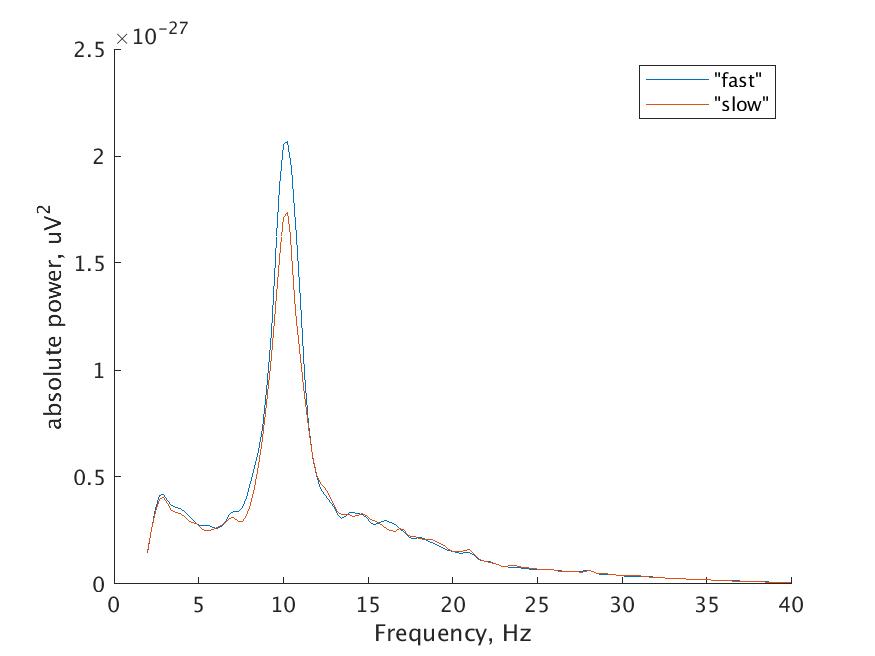 ×10⁻²⁷
2.5
2
1.5
1
0.5
0
absolute power, uV²
"fast"
"slow"
0 5 10 15 20 25 30 35 40
Frequency, Hz